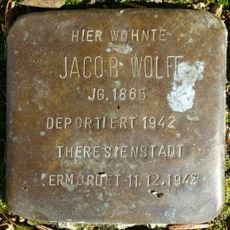 HIER WOHNTE
JACOB WOLFF
JG. 1865
DEPORTIERT 1942
THERESIENSTADT
ERMORDET 11.12.1942